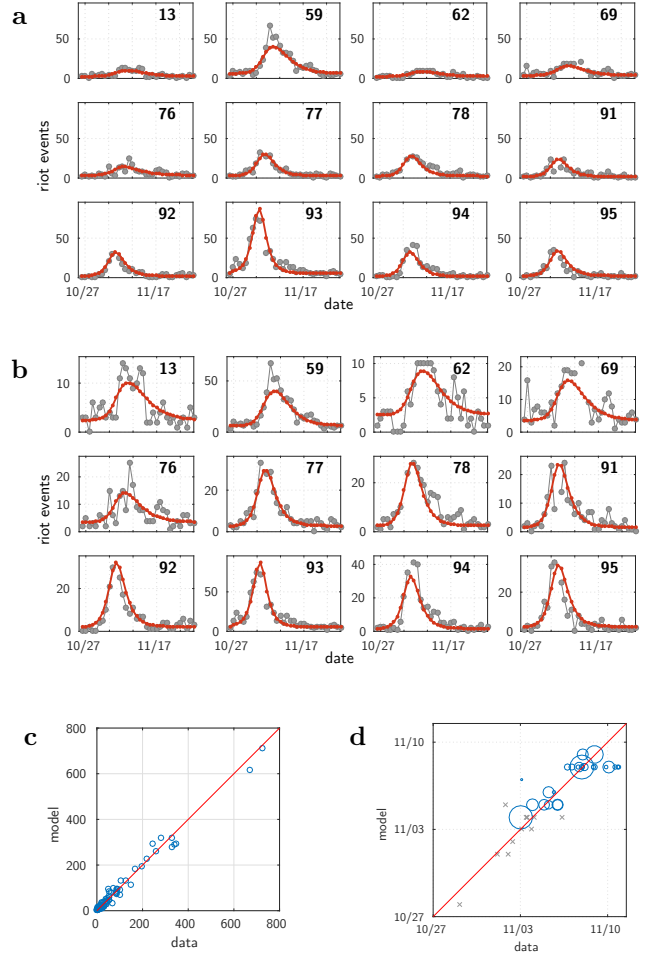 a
13 59 62 69
50 50 50 50
0 0 0 0
76 77 78 91
50 50 50 50
0 0 0 0
riot events
92 93 94 95
50 50 50 50
0 0 0 0
10/27 11/17 10/27 11/17 10/27 11/17 10/27 11/17
date
b
13 59 62 69
10 50 5 20
0 0 0 0
76 77 78 91
20 20 20 20
10
0 0 0 0
riot events
92 93 94 95
20 50 40 20
20
0 0 0 0
10/27 11/17 10/27 11/17 10/27 11/17 10/27 11/17
date
c
800
600
400
200
0
0 200 400 600 800
model
data
d
11/10
11/03
10/27
10/27 11/03 11/10
model
data